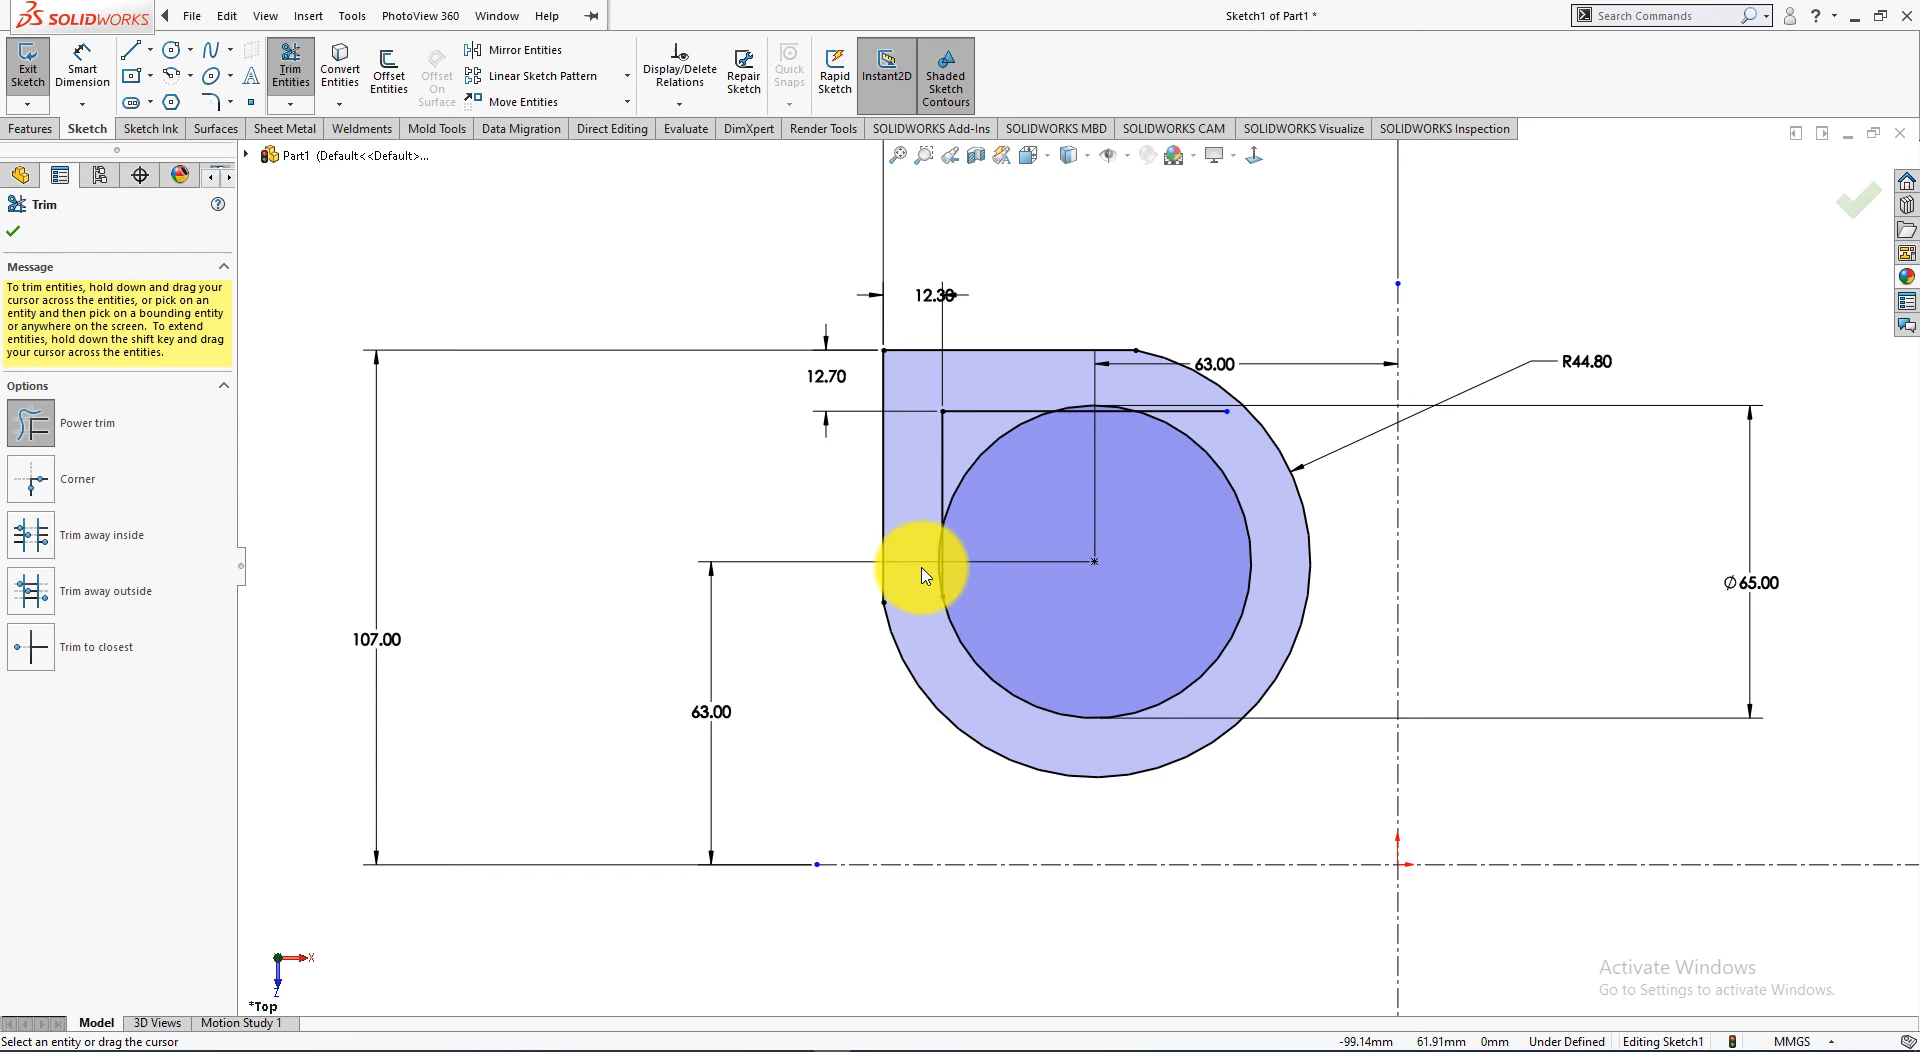 SOLIDWORKS
File Edit View Insert Tools PhotoView 360 Window Help
Sketch1 of Part1 *
Search Commands
Exit Sketch
Smart Dimension
Trim Entities
Convert Entities
Offset Entities
Offset On Surface
Mirror Entities
Linear Sketch Pattern
Move Entities
Display/Delete Relations
Repair Sketch
Quick Snaps
Rapid Sketch
Instant2D
Shaded Sketch Contours
Features Sketch Sketch Ink Surfaces Sheet Metal Weldments Mold Tools Data Migration Direct Editing Evaluate DimXpert Render Tools SOLIDWORKS Add-Ins SOLIDWORKS MBD SOLIDWORKS CAM SOLIDWORKS Visualize SOLIDWORKS Inspection
Part1 (Default<<Default>...
Trim
Message
To trim entities, hold down and drag your
cursor across the entities, or pick on an
entity and then pick on a bounding entity
or anywhere on the screen. To extend
entities, hold down the shift key and drag
your cursor across the entities.
Options
Power trim
Corner
Trim away inside
Trim away outside
Trim to closest
12.30
12.70
63.00
R44.80
107.00
63.00
Ø65.00
X
Z
*Top
Activate Windows
Go to Settings to activate Windows.
Model 3D Views Motion Study 1
Select an entity or drag the cursor
-99.14mm 61.91mm 0mm Under Defined Editing Sketch1 MMGS